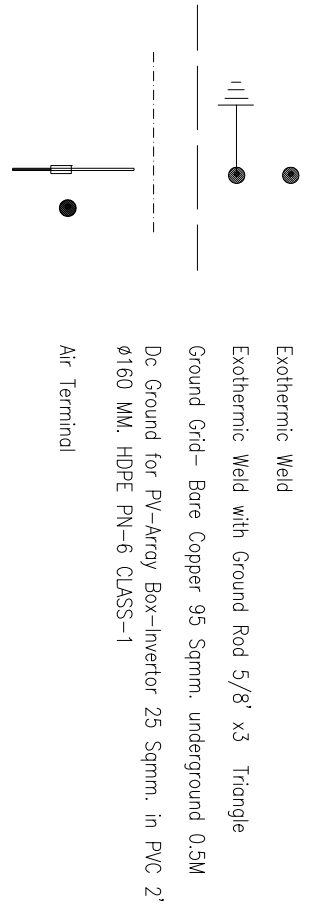 Exothermic Weld
Exothermic Weld with Ground Rod 5/8' x3 Triangle
Ground Grid- Bare Copper 95 Sqmm. underground 0.5M
Dc Ground for PV-Array Box-Invertor 25 Sqmm. in PVC 2'
Ø160 MM. HDPE PN-6 CLASS-1
Air Terminal